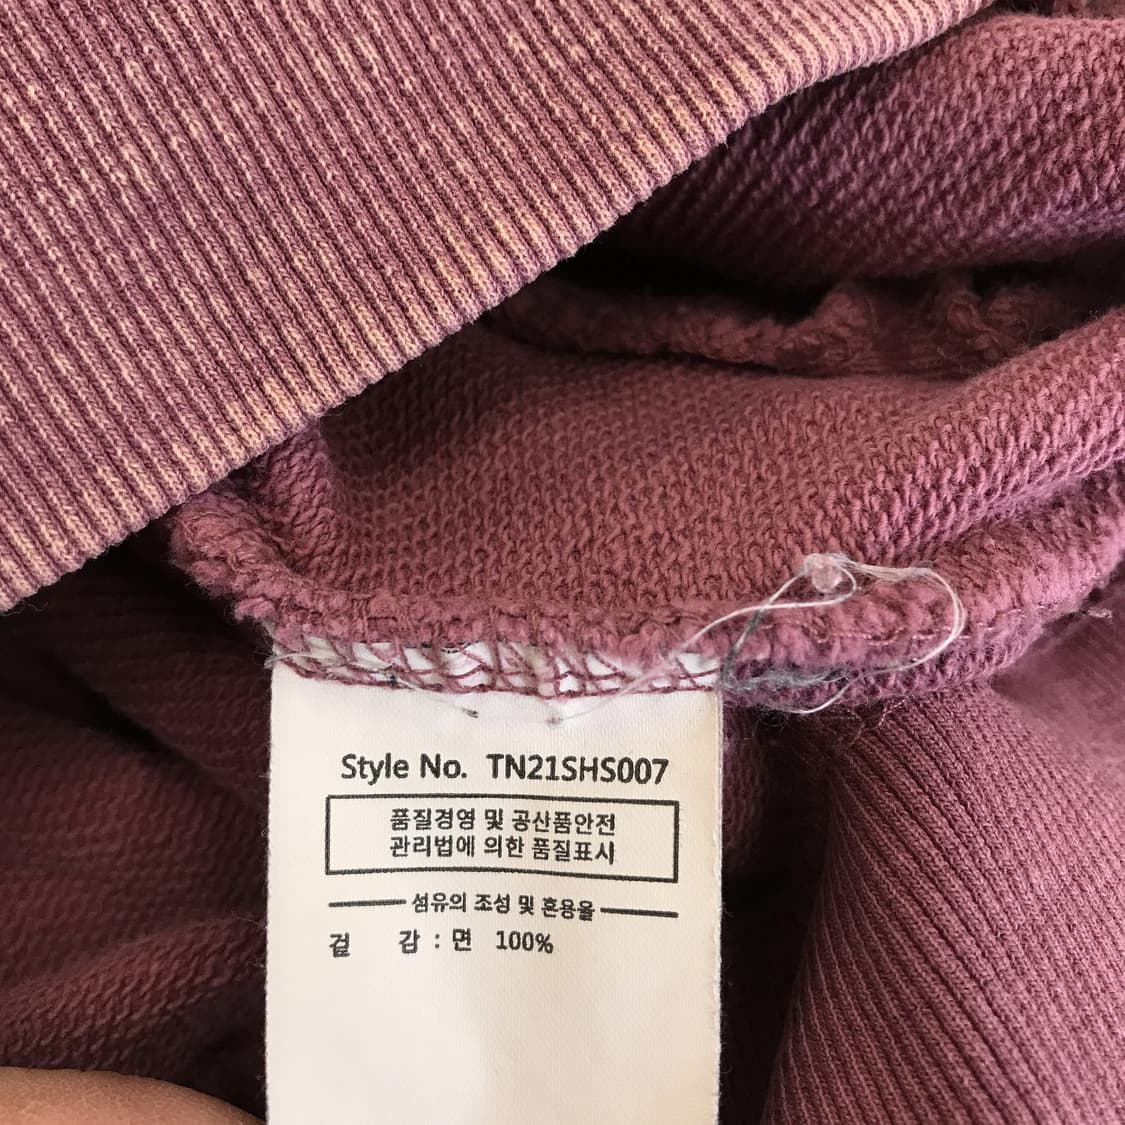 Style No. TN21SHS007
품질경영 및 공산품안전
관리법에 의한 품질표시
섬유의 조성 및 혼용율
겉 감 : 면 100%